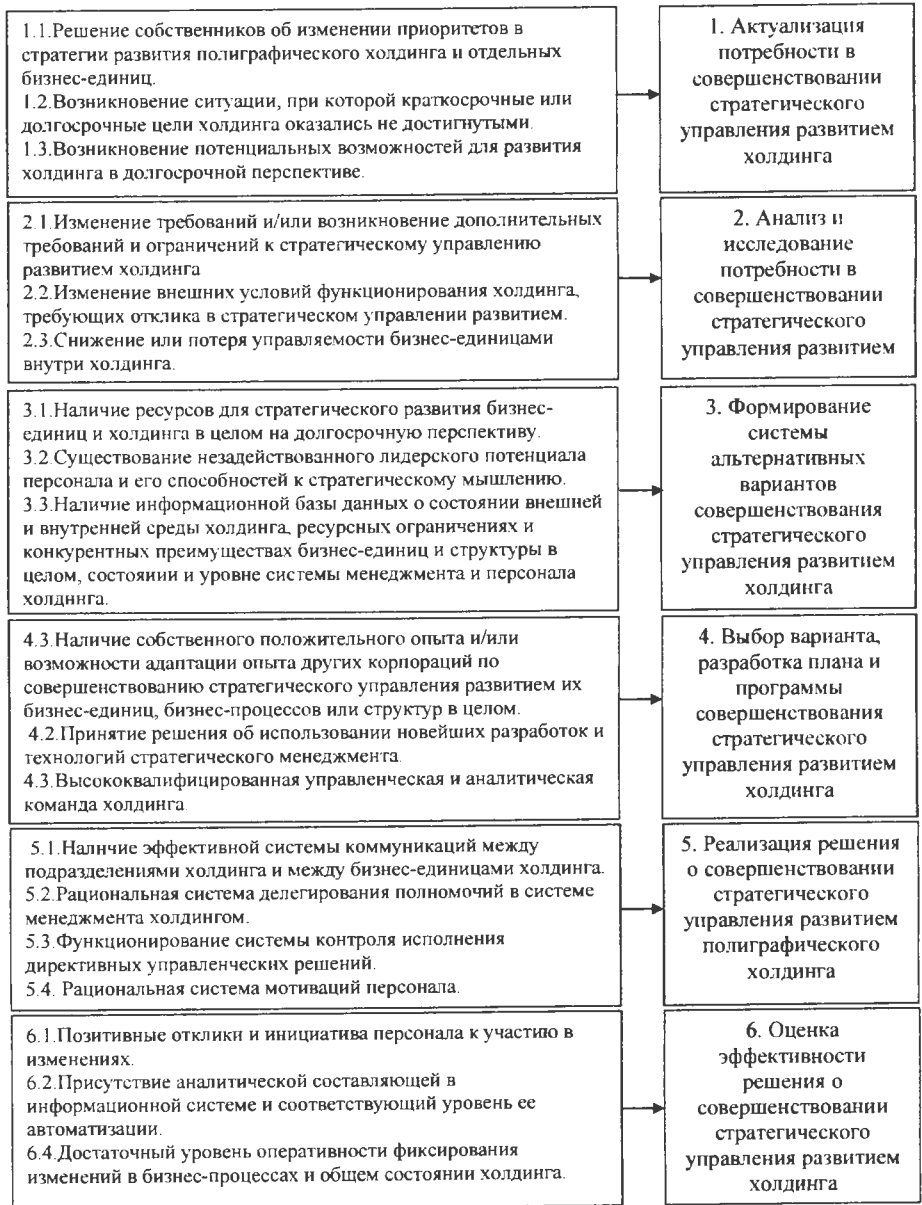 1.1.Решение собственников об изменении приоритетов в
стратегии развития полиграфического холдинга и отдельных
бизнес-единиц.
1.2.Возникновение ситуации, при которой краткосрочные или
долгосрочные цели холдинга оказались не достигнутыми.
1.3.Возникновение потенциальных возможностей для развития
холдинга в долгосрочной перспективе.
1. Актуализация
потребности в
совершенствовании
стратегического
управления развитием
холдинга
2.1.Изменение требований и/или возникновение дополнительных
требований и ограничений к стратегическому управлению
развитием холдинга
2.2.Изменение внешних условий функционирования холдинга,
требующих отклика в стратегическом управлении развитием.
2.3.Снижение или потеря управляемости бизнес-единицами
внутри холдинга.
2. Анализ и
исследование
потребности в
совершенствовании
стратегического
управления развитием
3.1.Наличие ресурсов для стратегического развития бизнес-
единиц и холдинга в целом на долгосрочную перспективу.
3.2.Существование незадействованного лидерского потенциала
персонала и его способностей к стратегическому мышлению.
3.3.Наличие информационной базы данных о состоянии внешней
и внутренней среды холдинга, ресурсных ограничениях и
конкурентных преимуществах бизнес-единиц и структуры в
целом, состоянии и уровне системы менеджмента и персонала
холдинга.
3. Формирование
системы
альтернативных
вариантов
совершенствования
стратегического
управления развитием
холдинга
4.3.Наличие собственного положительного опыта и/или
возможности адаптации опыта других корпораций по
совершенствованию стратегического управления развитием их
бизнес-единиц, бизнес-процессов или структур в целом.
4.2.Принятие решения об использовании новейших разработок и
технологий стратегического менеджмента.
4.3.Высококвалифицированная управленческая и аналитическая
команда холдинга.
4. Выбор варианта,
разработка плана и
программы
совершенствования
стратегического
управления развитием
холдинга
5.1.Наличие эффективной системы коммуникаций между
подразделениями холдинга и между бизнес-единицами холдинга.
5.2.Рациональная система делегирования полномочий в системе
менеджмента холдингом.
5.3.Функционирование системы контроля исполнения
директивных управленческих решений.
5.4. Рациональная система мотиваций персонала.
5. Реализация решения
о совершенствовании
стратегического
управления развитием
полиграфического
холдинга
6.1.Позитивные отклики и инициатива персонала к участию в
изменениях.
6.2.Присутствие аналитической составляющей в
информационной системе и соответствующий уровень ее
автоматизации.
6.4.Достаточный уровень оперативности фиксирования
изменений в бизнес-процессах и общем состоянии холдинга.
6. Оценка
эффективности
решения о
совершенствовании
стратегического
управления развитием
холдинга